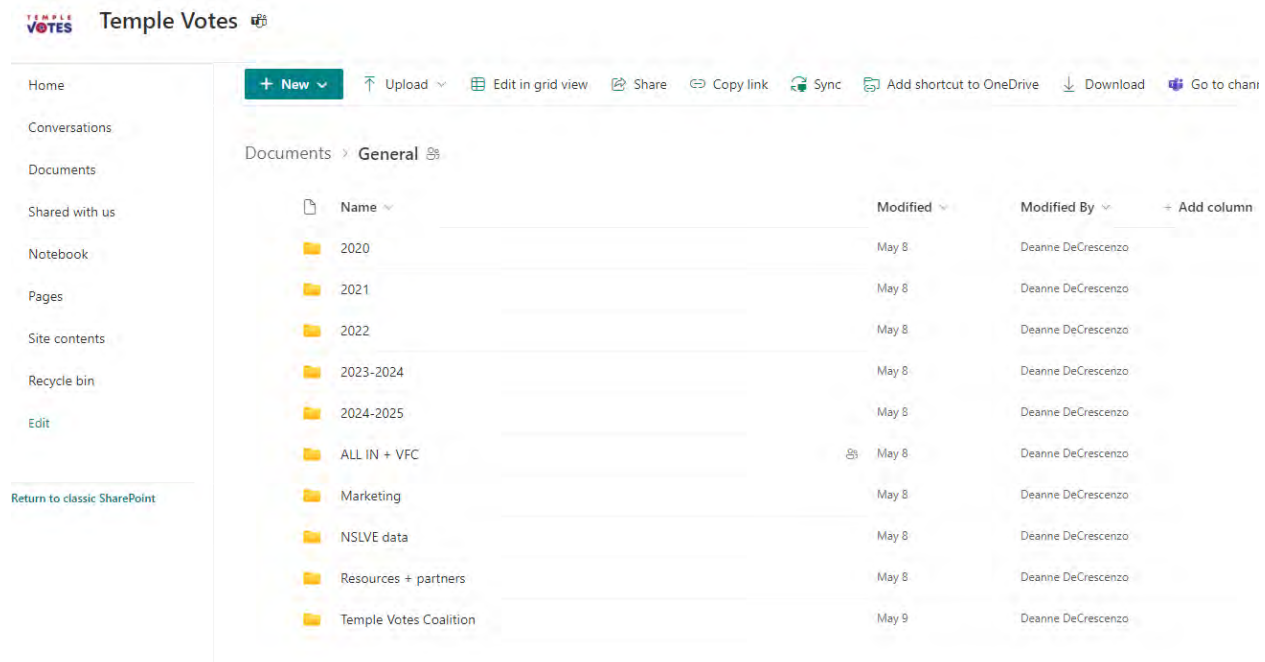 TEMPLE
VOTES
Temple Votes
Home
Conversations
Documents
Shared with us
Notebook
Pages
Site contents
Recycle bin
Edit
Return to classic SharePoint
+ New Upload Edit in grid view Share Copy link Sync Add shortcut to OneDrive Download Go to chann
Documents > General
Name Modified Modified By + Add column
2020 May 8 Deanne DeCrescenzo
2021 May 8 Deanne DeCrescenzo
2022 May 8 Deanne DeCrescenzo
2023-2024 May 8 Deanne DeCrescenzo
2024-2025 May 8 Deanne DeCrescenzo
ALL IN + VFC May 8 Deanne DeCrescenzo
Marketing May 8 Deanne DeCrescenzo
NSLVE data May 8 Deanne DeCrescenzo
Resources + partners May 8 Deanne DeCrescenzo
Temple Votes Coalition May 9 Deanne DeCrescenzo